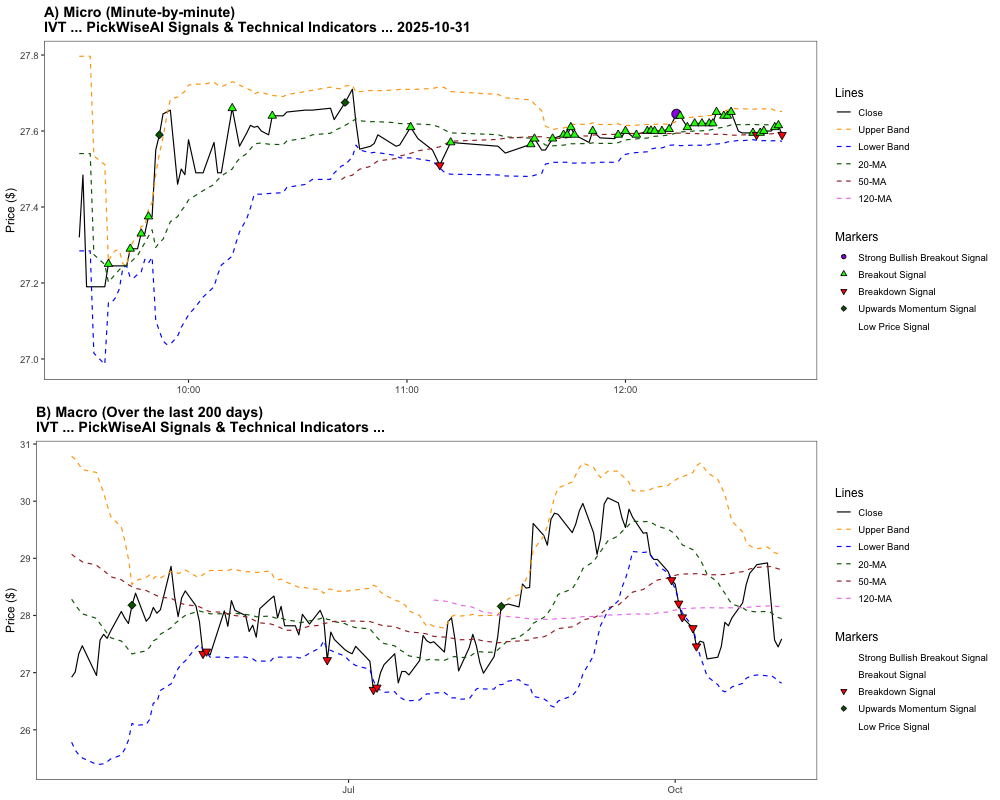 A) Micro (Minute-by-minute)
IVT ... PickWiseAI Signals & Technical Indicators ... 2025-10-31
27.8
27.6
27.4
27.2
27.0
Price ($)
10:00
11:00
12:00
Lines
Close
Upper Band
Lower Band
20-MA
50-MA
120-MA
Markers
Strong Bullish Breakout Signal
Breakout Signal
Breakdown Signal
Upwards Momentum Signal
Low Price Signal
B) Macro (Over the last 200 days)
IVT ... PickWiseAI Signals & Technical Indicators ...
31
30
29
28
27
26
Price ($)
Jul
Oct
Lines
Close
Upper Band
Lower Band
20-MA
50-MA
120-MA
Markers
Strong Bullish Breakout Signal
Breakout Signal
Breakdown Signal
Upwards Momentum Signal
Low Price Signal